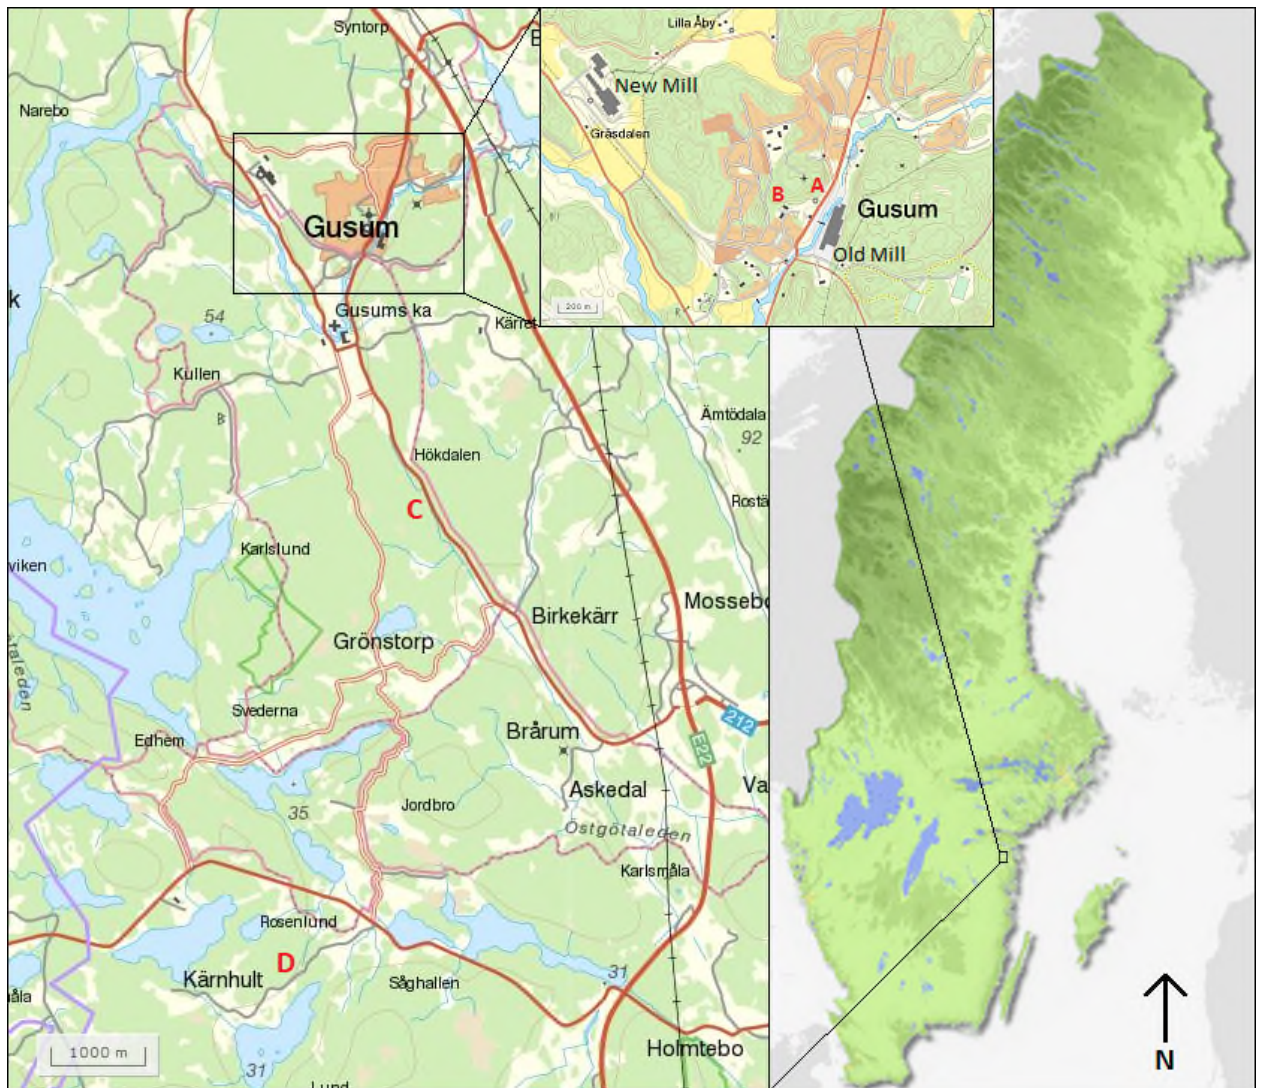 Syntorp
Narebo
Gusum
k
Gusums ka
54
Kärret
Kullen
Ämtödala
92
Hökdalen
Rostä
C
Karlslund
viken
Mossebo
Birkekärr
Grönstorp
staleden
Svederna
212
Edhem
Brårum
E22
Va
Askedal
35
Jordbro
Östgötaleden
Karlsmåla
Rosenlund
D
31
Kärnhult
Såghallen
åla
1000 m
Holmtebo
31
Lund
Lilla Åby
New Mill
Gräsdalen
B
A
Gusum
Old Mill
200 m
N